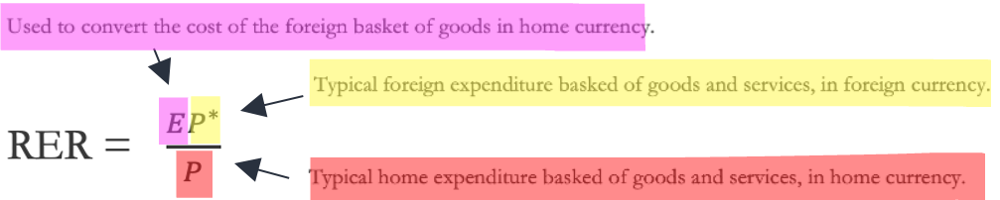 Used to convert the cost of the foreign basket of goods in home currency.
Typical foreign expenditure basked of goods and services, in foreign currency.
RER = EP*
P
Typical home expenditure basked of goods and services, in home currency.